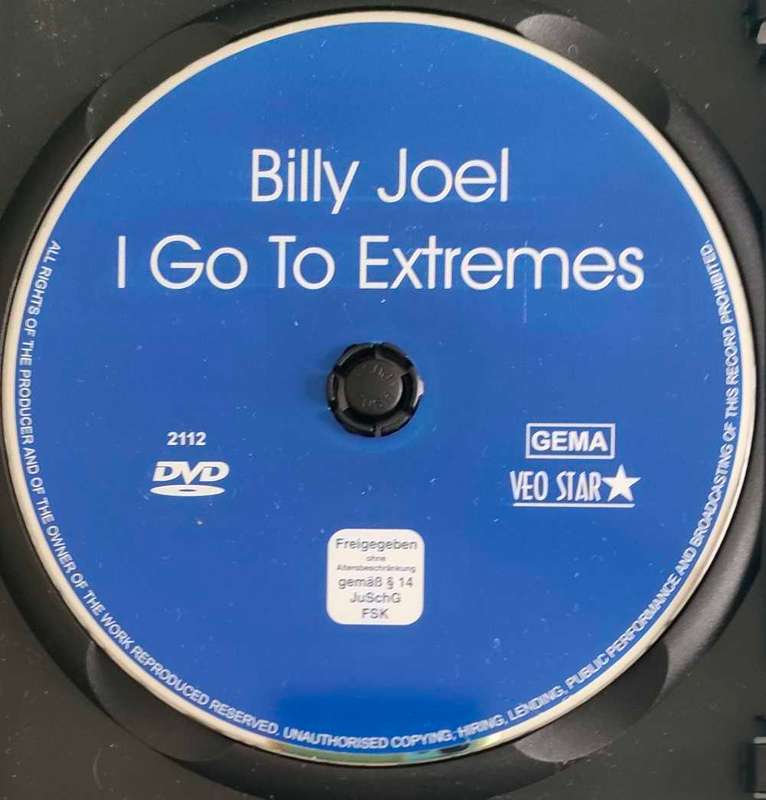 Billy Joel
I Go To Extremes
2112
DVD
GEMA
VEO STAR
Freigegeben
ohne
Altersbeschränkung
gemäß § 14
JuSchG
FSK
ALL RIGHTS OF THE PRODUCER AND OF THE OWNER OF THE WORK REPRODUCED RESERVED. UNAUTHORISED COPYING, HIRING, LENDING, PUBLIC PERFORMANCE AND BROADCASTING OF THIS RECORD PROHIBITED.